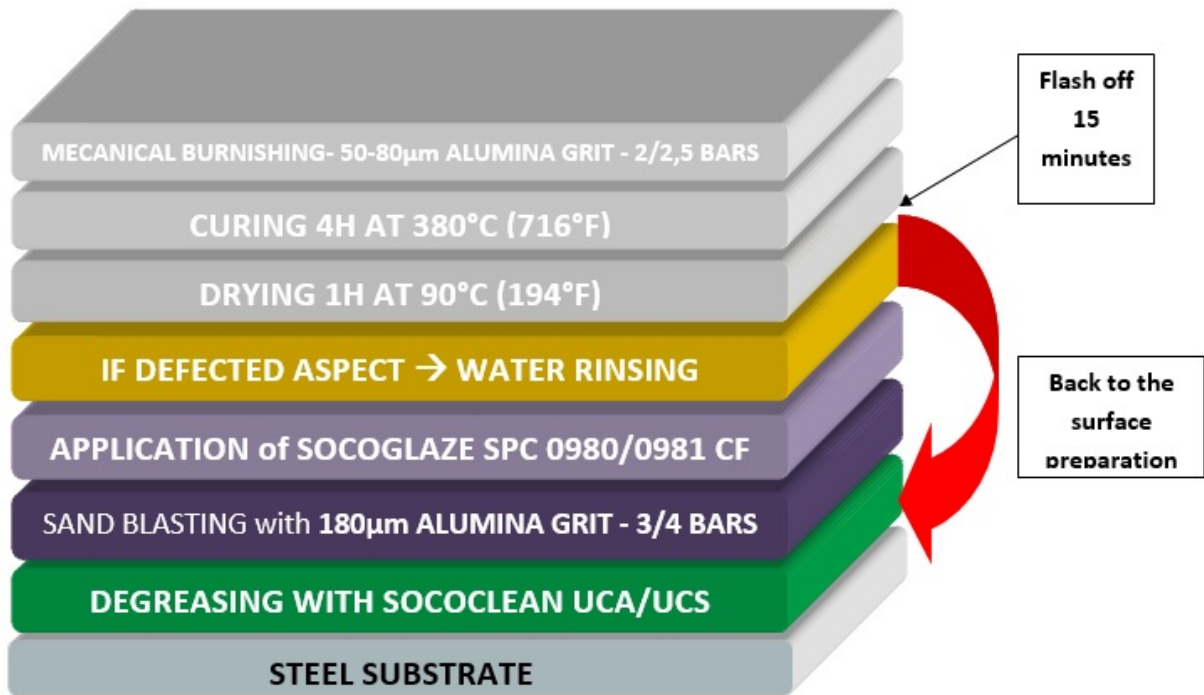 MECANICAL BURNISHING- 50-80µm ALUMINA GRIT - 2/2,5 BARS
CURING 4H AT 380°C (716°F)
DRYING 1H AT 90°C (194°F)
IF DEFECTED ASPECT → WATER RINSING
APPLICATION of SOCOGLAZE SPC 0980/0981 CF
SAND BLASTING with 180µm ALUMINA GRIT - 3/4 BARS
DEGREASING WITH SOCOCLEAN UCA/UCS
STEEL SUBSTRATE
Flash off
15
minutes
Back to the
surface
preparation